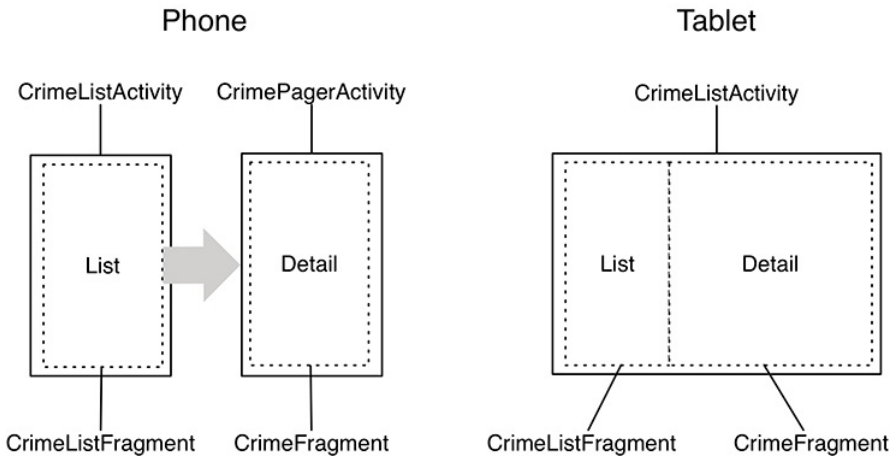 Phone
Tablet
CrimeListActivity
CrimePagerActivity
CrimeListActivity
List
Detail
List
Detail
CrimeListFragment
CrimeFragment
CrimeListFragment
CrimeFragment